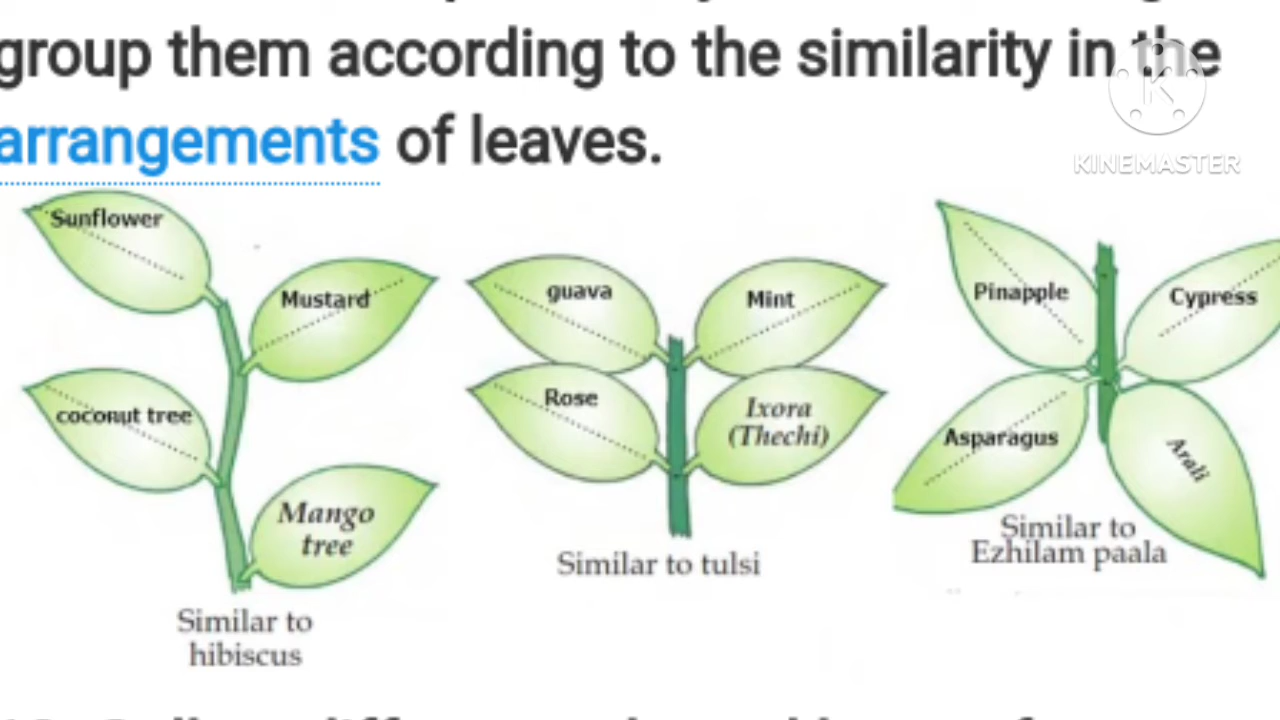 group them according to the similarity in the
arrangements of leaves.
KINEMASTER
Sunflower
Mustard
coconut tree
Mango
tree
Similar to
hibiscus
guava
Mint
Rose
Ixora
(Thechi)
Similar to tulsi
Pinapple
Cypress
Asparagus
Arali
Similar to
Ezhilam paala